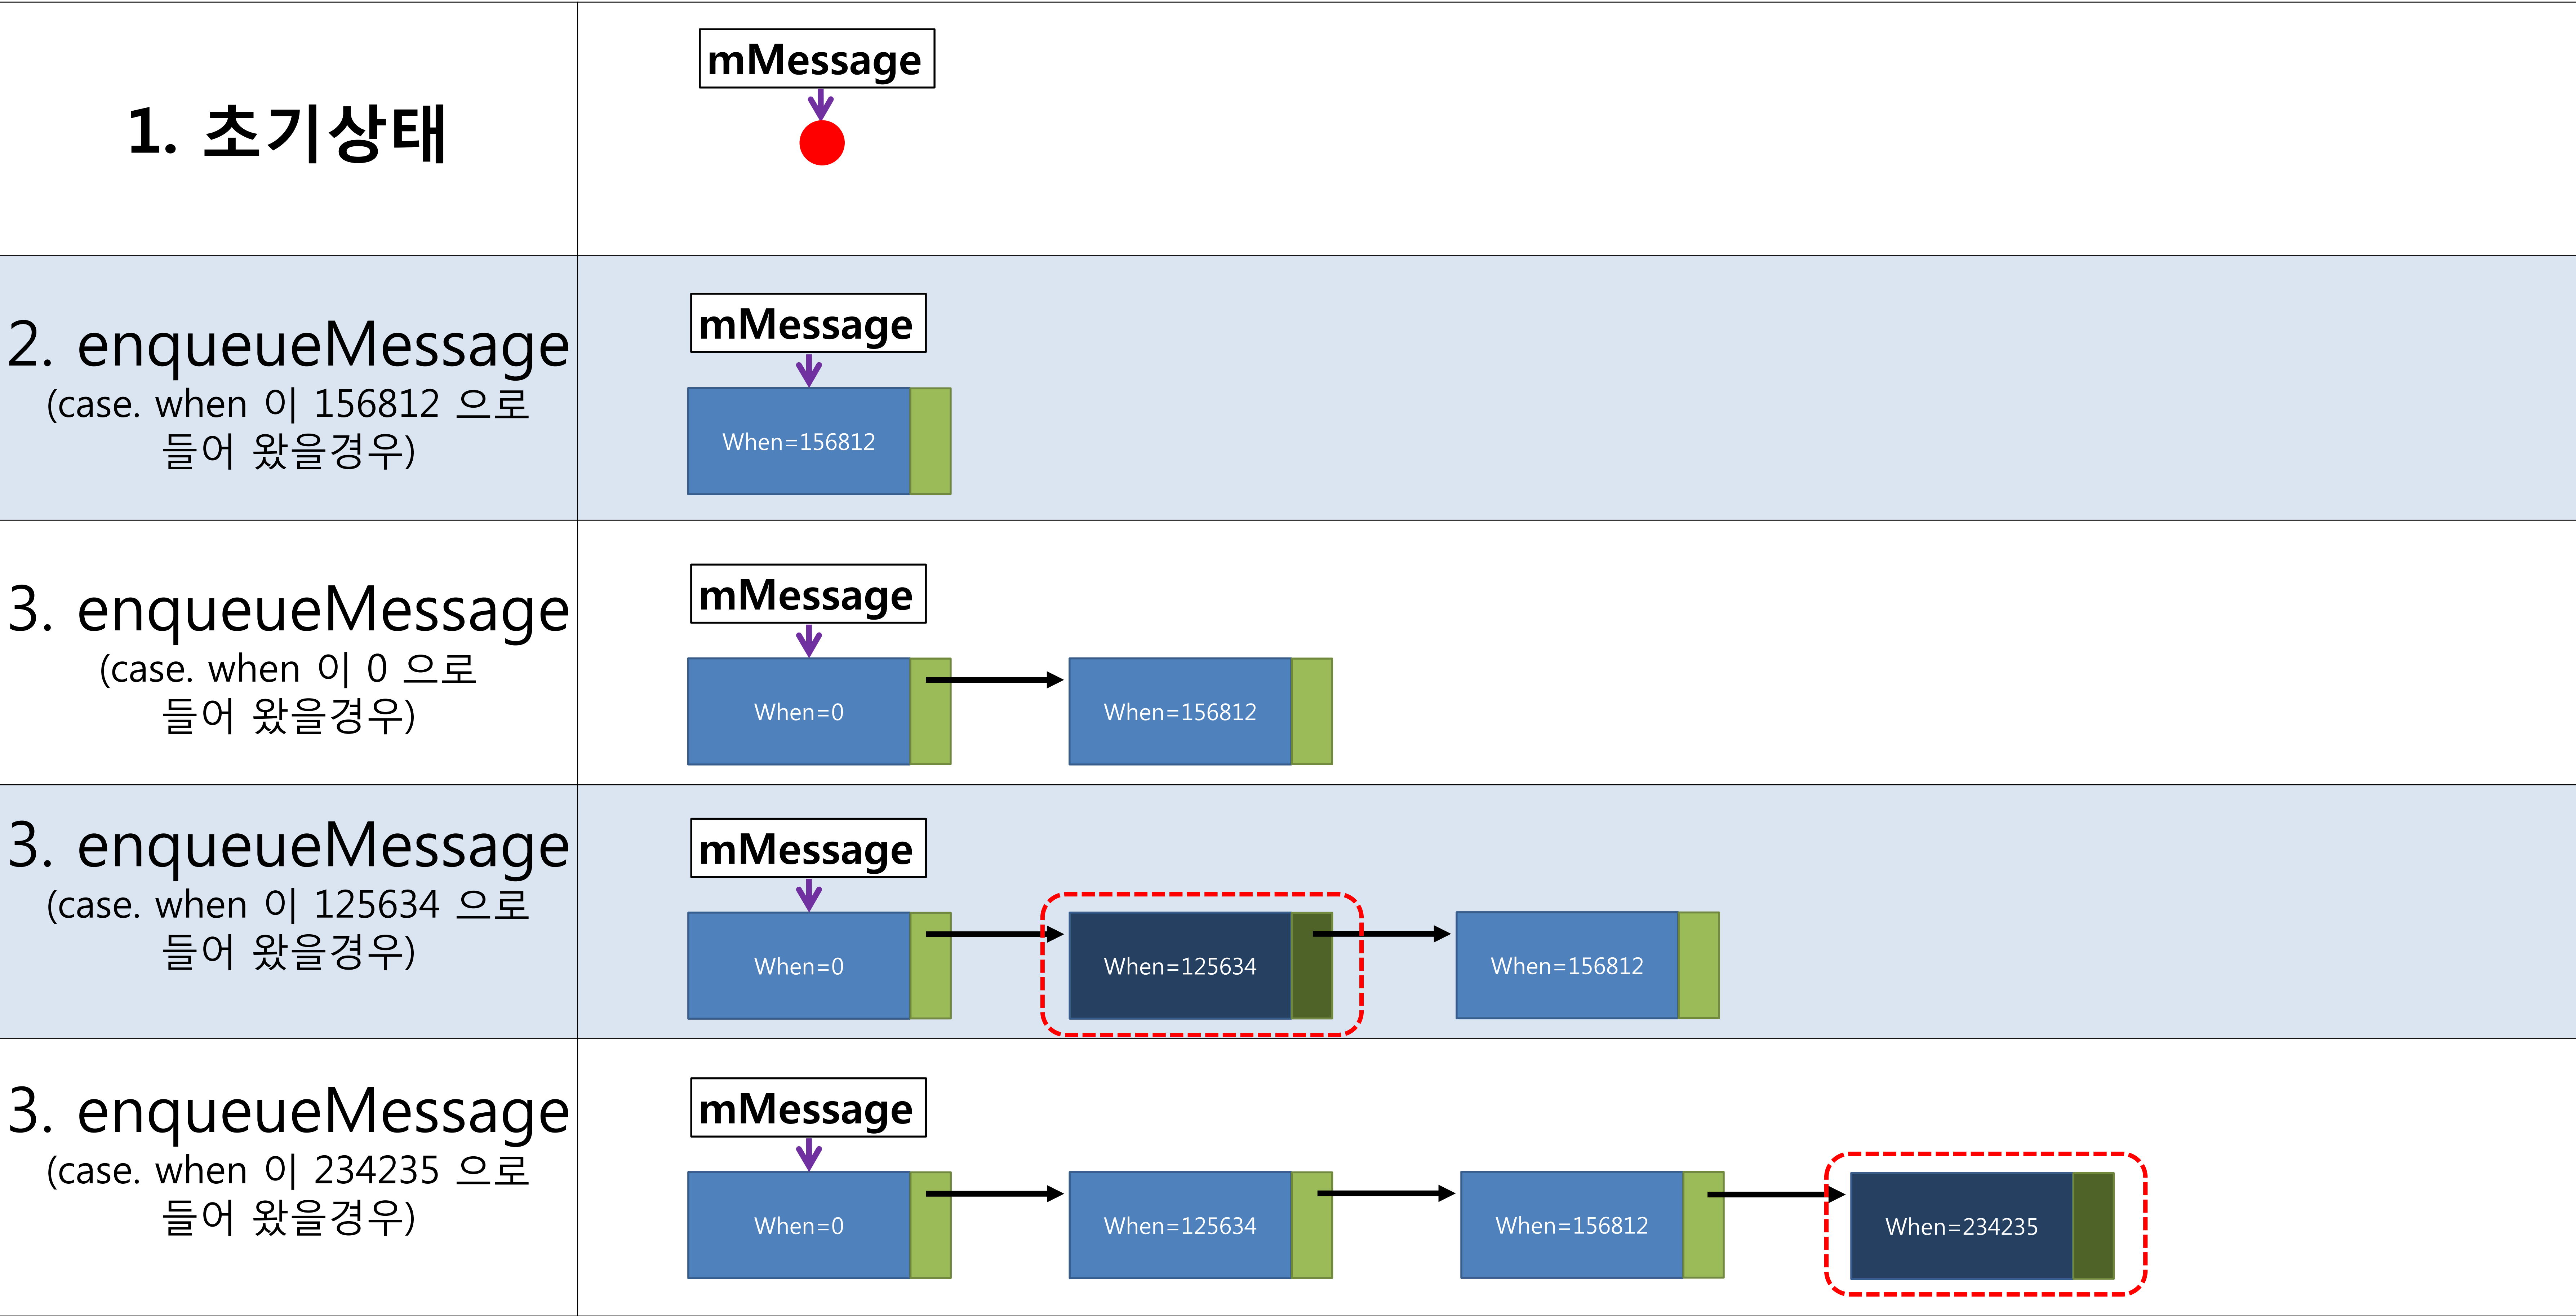 1. 초기상태
mMessage
2. enqueueMessage
(case. when 이 156812 으로
들어 왔을경우)
mMessage
When=156812
3. enqueueMessage
(case. when 이 0 으로
들어 왔을경우)
mMessage
When=0
When=156812
3. enqueueMessage
(case. when 이 125634 으로
들어 왔을경우)
mMessage
When=0
When=125634
When=156812
3. enqueueMessage
(case. when 이 234235 으로
들어 왔을경우)
mMessage
When=0
When=125634
When=156812
When=234235